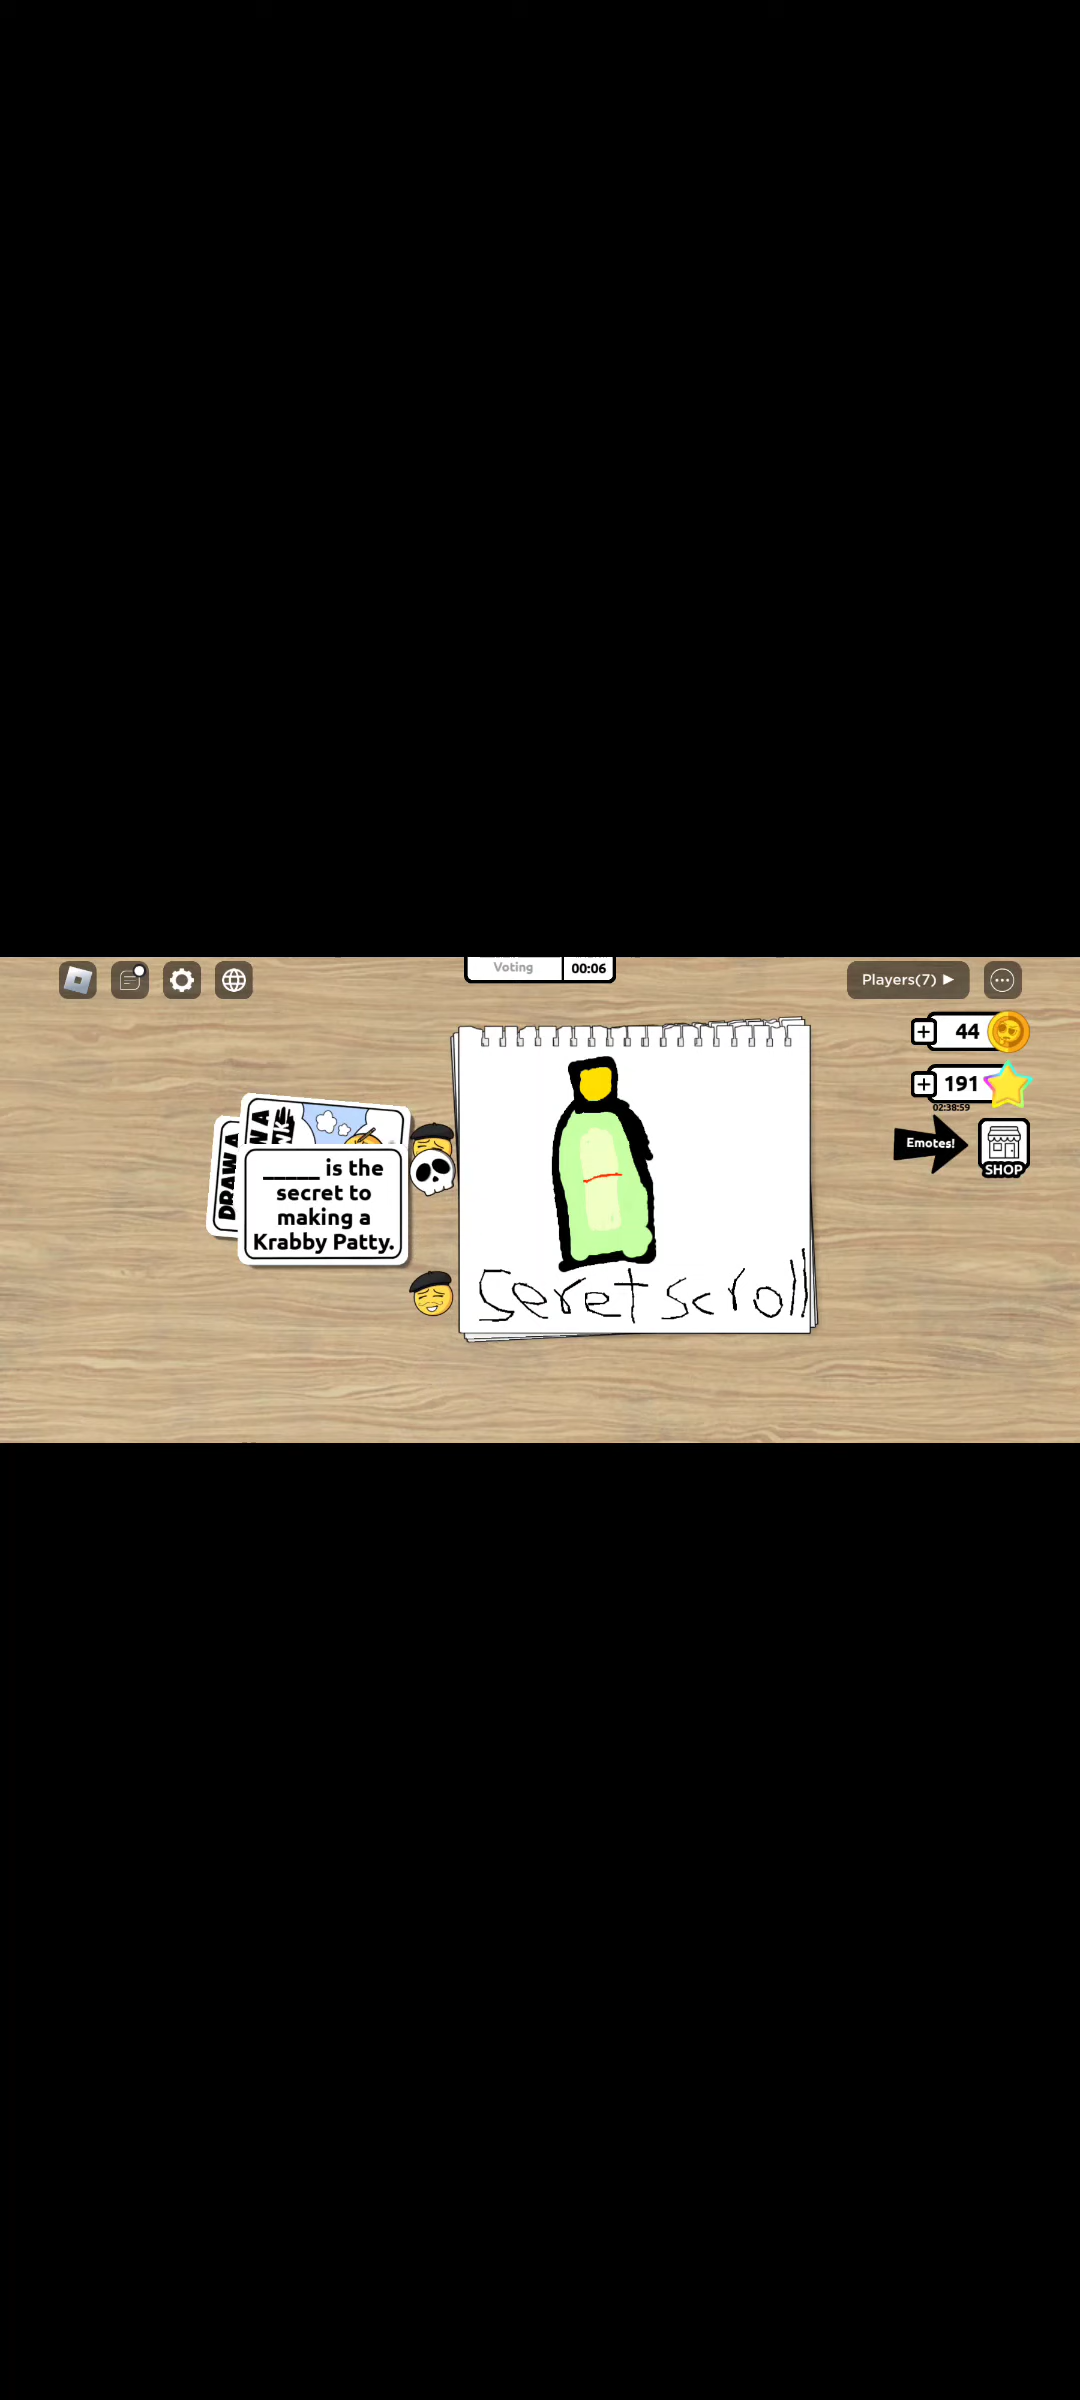 Voting 00:06
Players(7)
44
191
02:38:59
Emotes!
SHOP
DRAW A
W A
_____ is the
secret to
making a
Krabby Patty.
Seret scroll